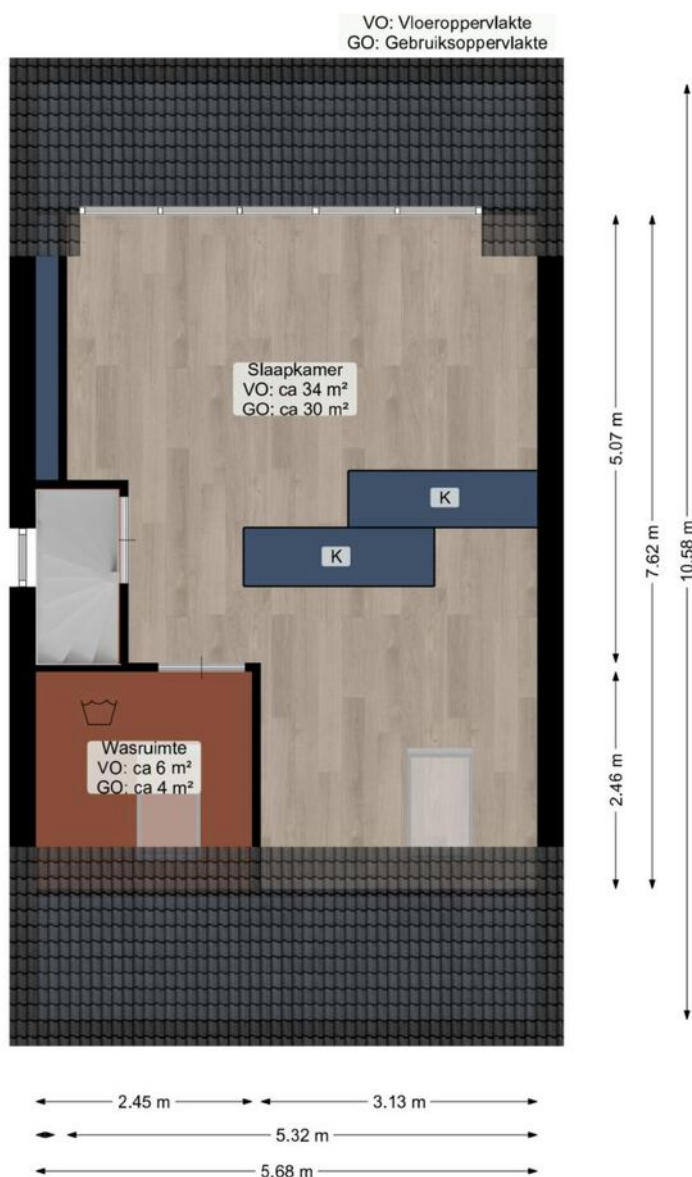 VO: Vloeroppervlakte
GO: Gebruiksoppervlakte
Slaapkamer
VO: ca 34 m²
GO: ca 30 m²
K
K
Wasruimte
VO: ca 6 m²
GO: ca 4 m²
5.07 m
7.62 m
10.58 m
2.46 m
2.45 m
3.13 m
5.32 m
5.68 m